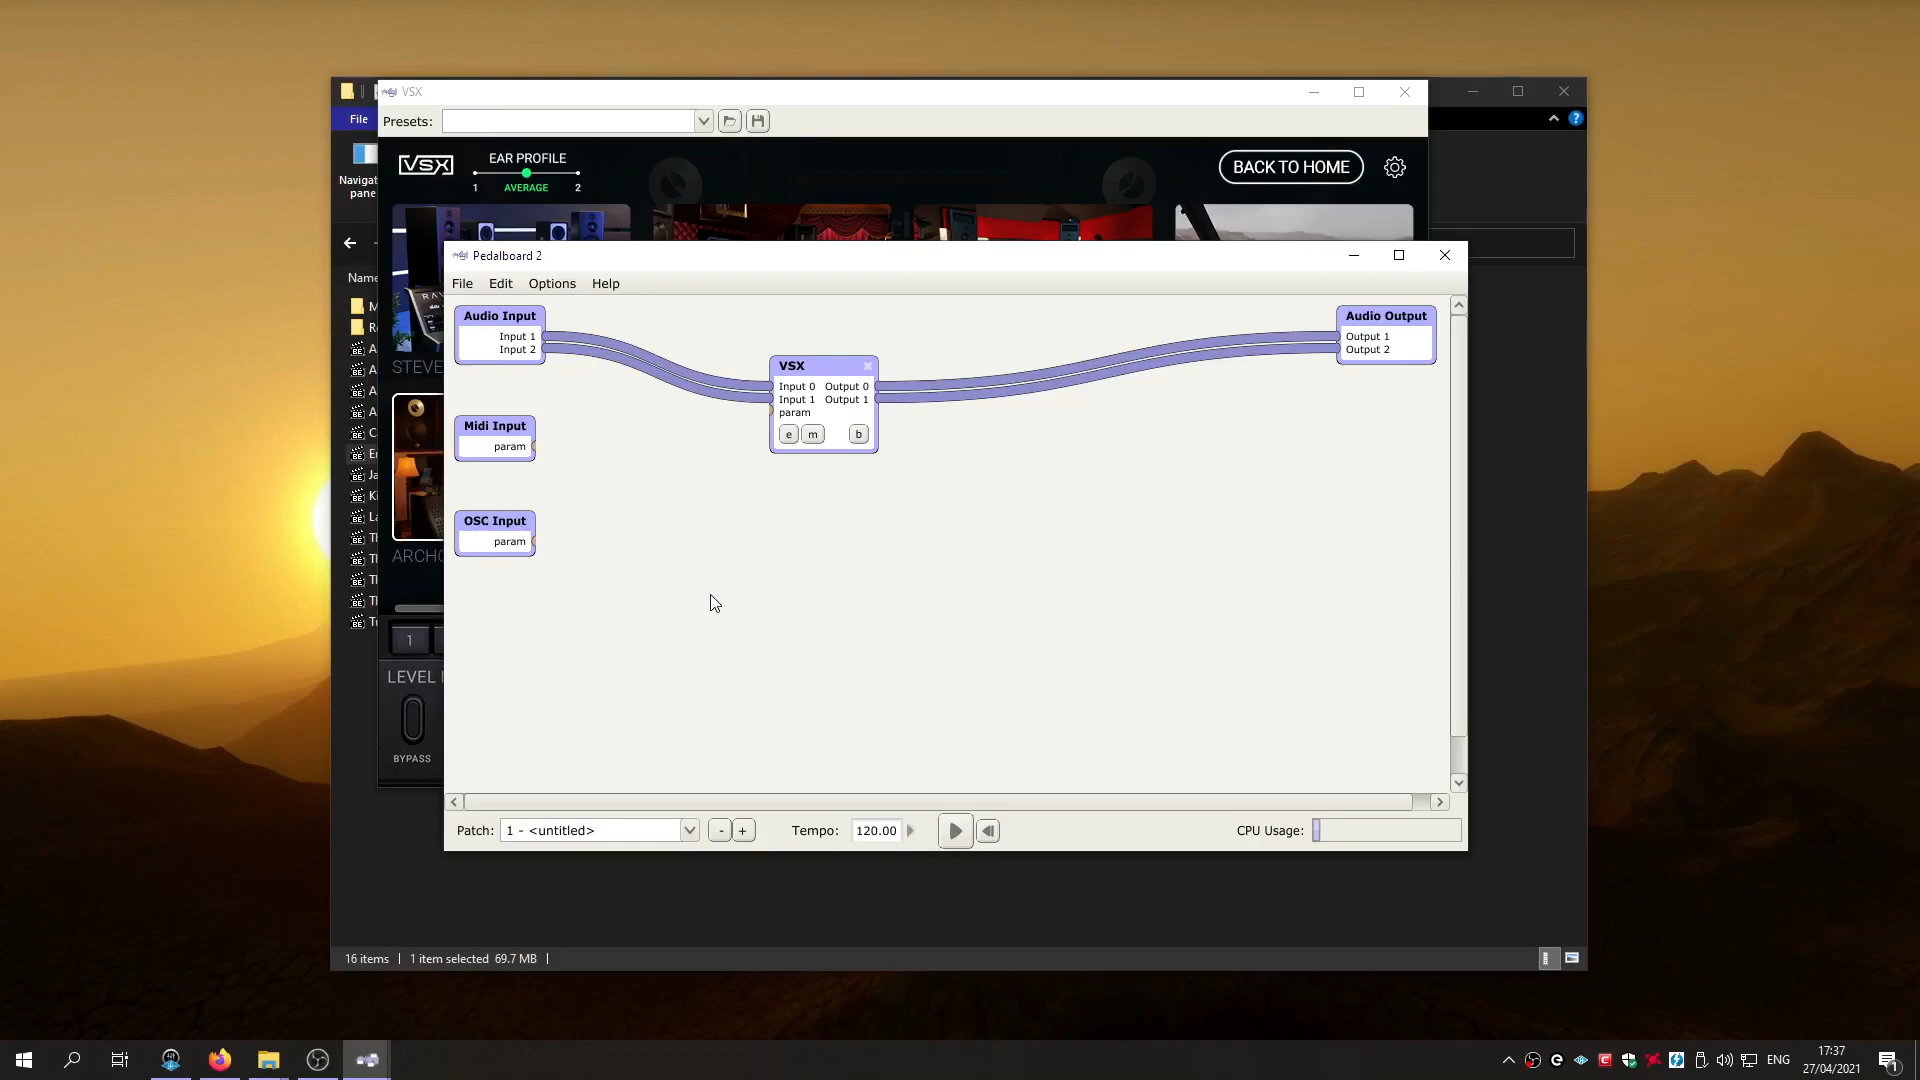 VSX
File
Presets:
VSX
EAR PROFILE
1
AVERAGE
2
BACK TO HOME
Navigat
pane
Name
STEVE
ARCHO
1
LEVEL
BYPASS
Pedalboard 2
File Edit Options Help
Audio Input
Input 1
Input 2
VSX
Input 0 Output 0
Input 1 Output 1
param
e m b
Audio Output
Output 1
Output 2
Midi Input
param
OSC Input
param
Patch: 1 - <untitled> - + Tempo: 120.00 CPU Usage:
16 items 1 item selected 69.7 MB
ENG
17:37
27/04/2021
1